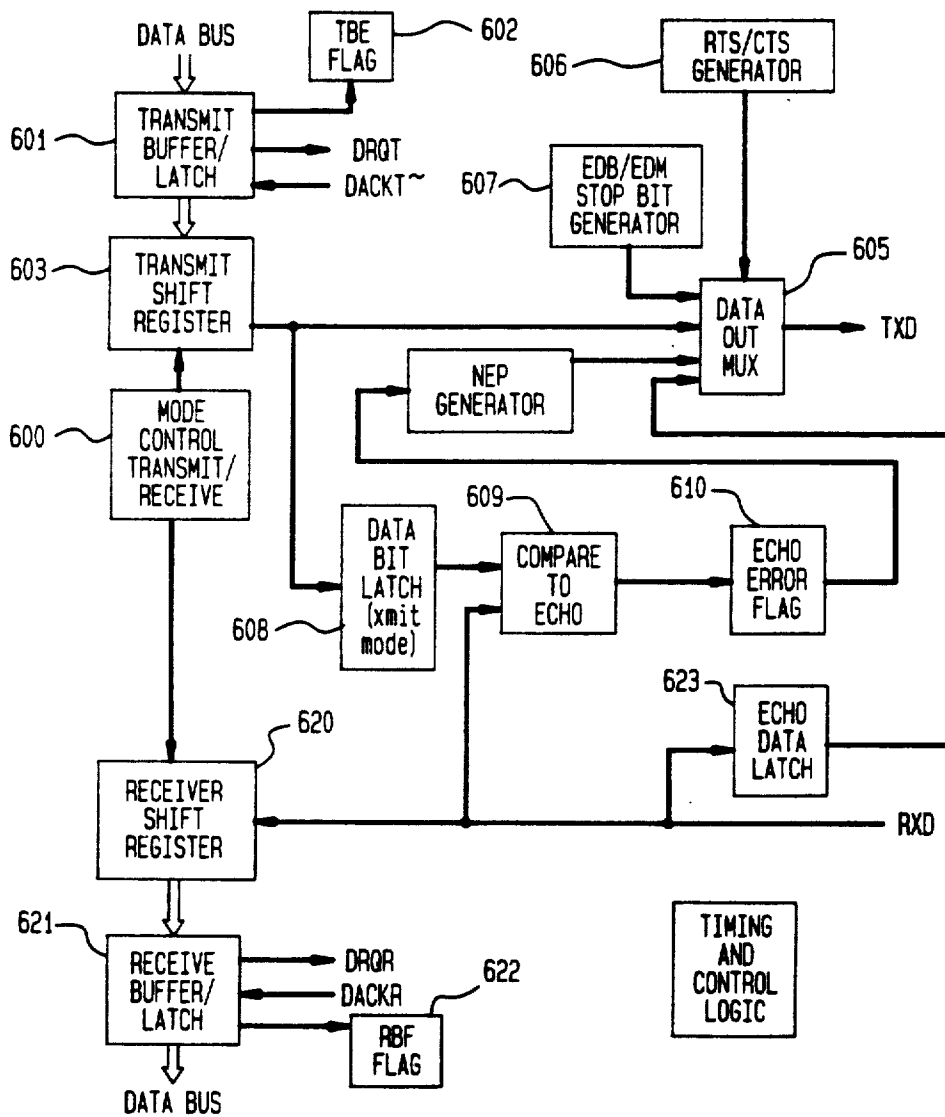 DATA BUS
TBE
FLAG
602
606
RTS/CTS
GENERATOR
601
TRANSMIT
BUFFER/
LATCH
DRQT
DACKT~
607
EDB/EDM
STOP BIT
GENERATOR
603
TRANSMIT
SHIFT
REGISTER
605
DATA
OUT
MUX
TXD
NEP
GENERATOR
600
MODE
CONTROL
TRANSMIT/
RECEIVE
608
DATA
BIT
LATCH
(xmit
mode)
609
COMPARE
TO
ECHO
610
ECHO
ERROR
FLAG
623
ECHO
DATA
LATCH
620
RECEIVER
SHIFT
REGISTER
RXD
621
RECEIVE
BUFFER/
LATCH
DRQR
DACKR
622
RBF
FLAG
TIMING
AND
CONTROL
LOGIC
DATA BUS